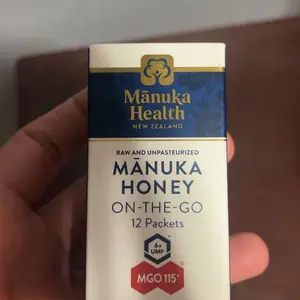 Mānuka
Health
NEW ZEALAND
RAW AND UNPASTEURIZED
MĀNUKA
HONEY
ON-THE-GO
12 Packets
6+
UMF
MGO 115+